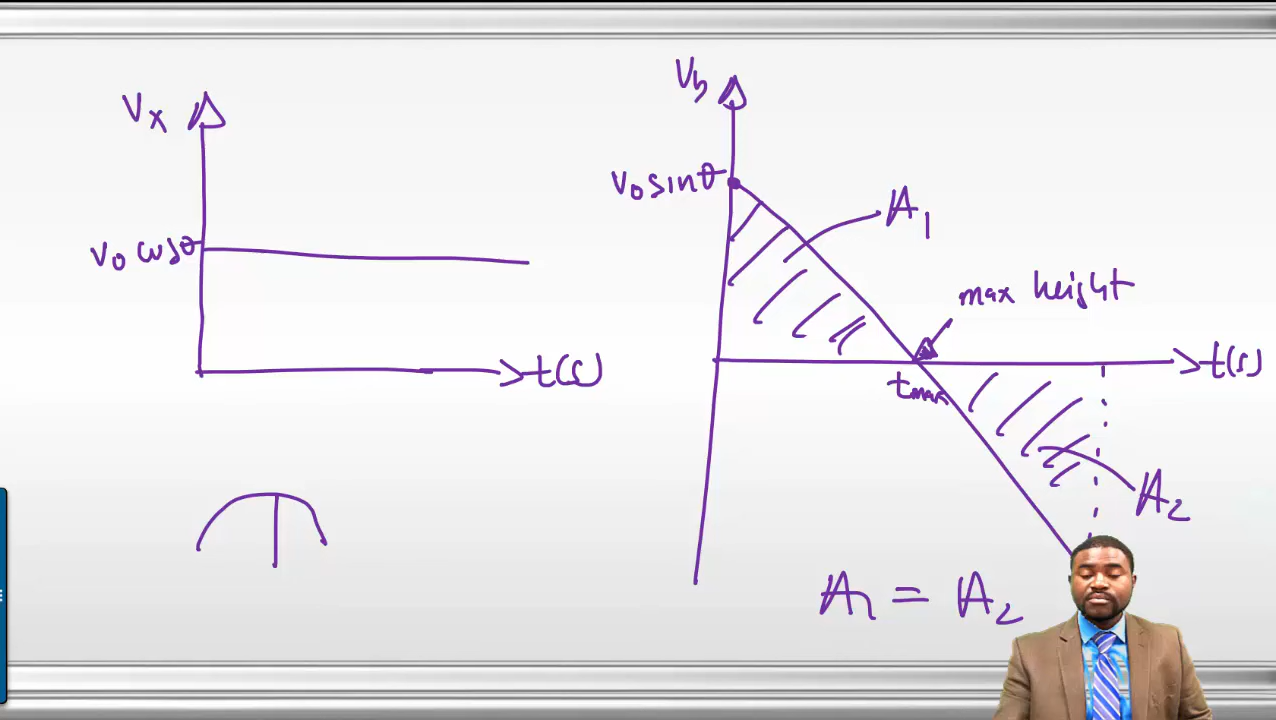 Vx
v₀ cosθ
t(s)
Vy
v₀ sinθ
A₁
max height
t(s)
tmax
A₂
A₁ = A₂